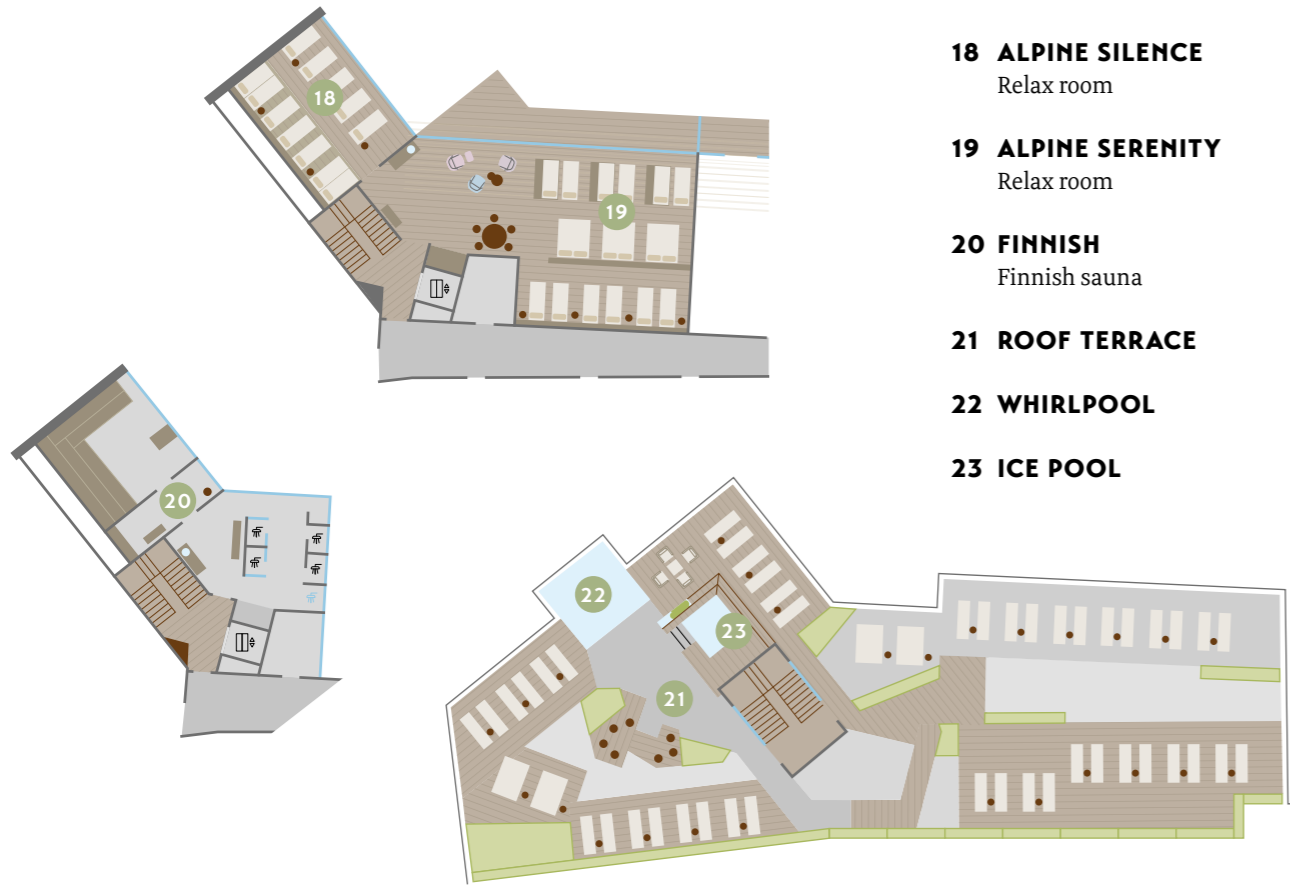 18 ALPINE SILENCE
Relax room
19 ALPINE SERENITY
Relax room
20 FINNISH
Finnish sauna
21 ROOF TERRACE
22 WHIRLPOOL
23 ICE POOL
18
19
20
22
23
21